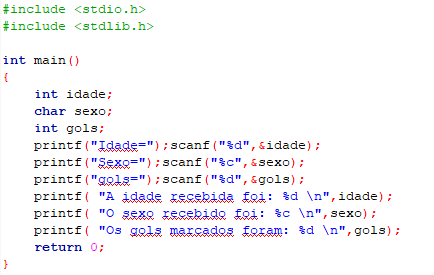 #include <stdio.h>
#include <stdlib.h>
int main()
{
int idade;
char sexo;
int gols;
printf("Idade=");scanf("%d",&idade);
printf("Sexo=");scanf("%c",&sexo);
printf("gols=");scanf("%d",&gols);
printf( "A idade recebida foi: %d \n",idade);
printf( "O sexo recebido foi: %c \n",sexo);
printf( "Os gols marcados foram: %d \n",gols);
return 0;
}